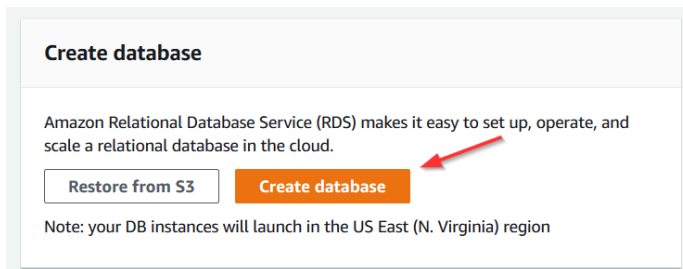 Create database
Amazon Relational Database Service (RDS) makes it easy to set up, operate, and
scale a relational database in the cloud.
Restore from S3
Create database
Note: your DB instances will launch in the US East (N. Virginia) region